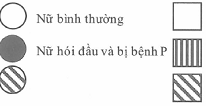 Nữ bình thường
Nữ hói đầu và bị bệnh P